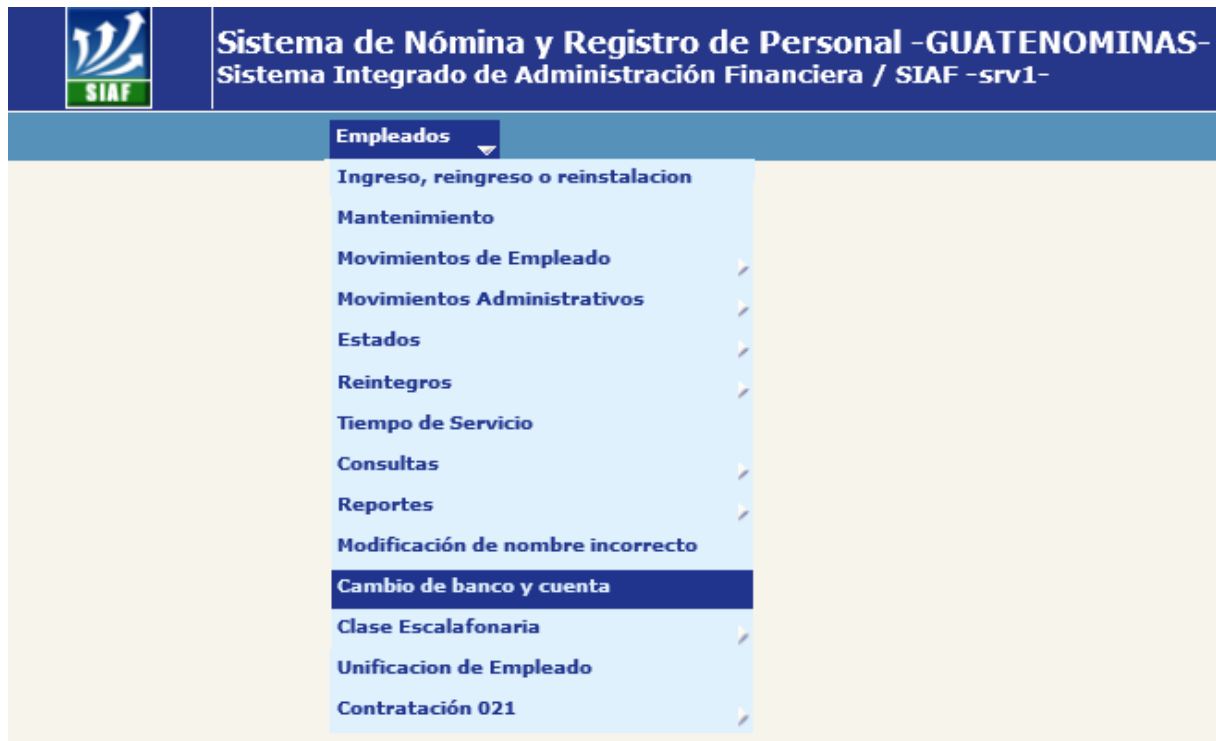 SIAF
Sistema de Nómina y Registro de Personal -GUATENOMINAS-
Sistema Integrado de Administración Financiera / SIAF -srv1-
Empleados
Ingreso, reingreso o reinstalacion
Mantenimiento
Movimientos de Empleado
Movimientos Administrativos
Estados
Reintegros
Tiempo de Servicio
Consultas
Reportes
Modificación de nombre incorrecto
Cambio de banco y cuenta
Clase Escalafonaria
Unificacion de Empleado
Contratación 021